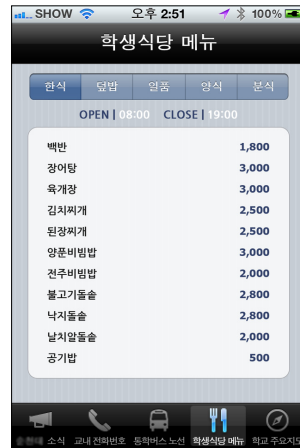 SHOW 오후 2:51 100%
학생식당 메뉴
한식 덮밥 일품 양식 분식
OPEN | 08:00 CLOSE | 19:00
백반 1,800
장어탕 3,000
육개장 3,000
김치찌개 2,500
된장찌개 2,500
양푼비빔밥 3,000
전주비빔밥 2,000
불고기돌솥 2,800
낙지돌솥 2,800
날치알돌솥 2,000
공기밥 500
소식 교내 전화번호 통학버스 노선 학생식당 메뉴 학교 주요지